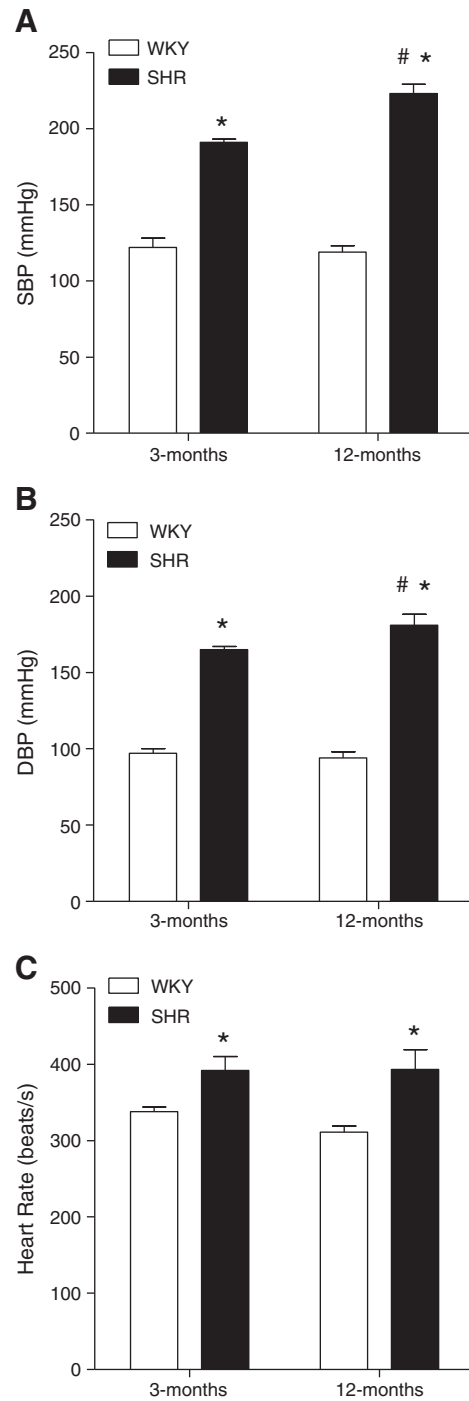 A
WKY
SHR
SBP (mmHg)
250
200
150
100
50
0
*
# *
3-months
12-months
B
WKY
SHR
DBP (mmHg)
250
200
150
100
50
0
*
# *
3-months
12-months
C
WKY
SHR
Heart Rate (beats/s)
500
400
300
200
100
0
*
*
3-months
12-months